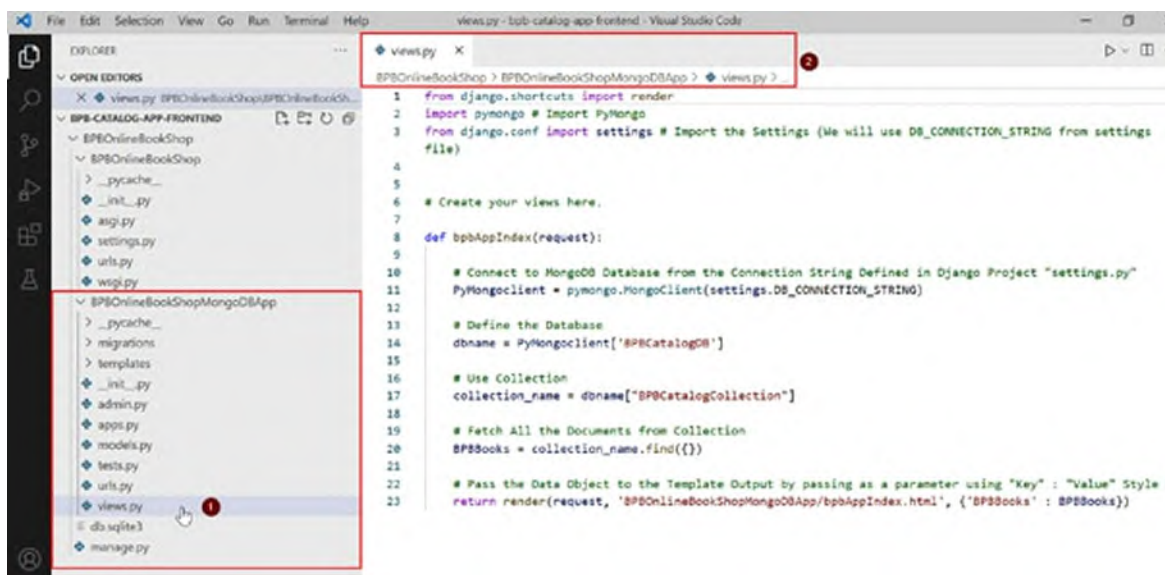 File Edit Selection View Go Run Terminal Help
views.py - bpb-catalog-app-frontend - Visual Studio Code
EXPLORER
OPEN EDITORS
views.py BPBOnlineBookShop\BPBOnlineBookSh...
BPB-CATALOG-APP-FRONTEND
BPBOnlineBookShop
BPBOnlineBookShop
__pycache__
__init__.py
asgi.py
settings.py
urls.py
wsgi.py
BPBOnlineBookShopMongoDBApp
__pycache__
migrations
templates
__init__.py
admin.py
apps.py
models.py
tests.py
urls.py
views.py
1
db.sqlite3
manage.py
views.py
2
BPBOnlineBookShop > BPBOnlineBookShopMongoDBApp > views.py > ...
1 from django.shortcuts import render
2 import pymongo # Import PyMongo
3 from django.conf import settings # Import the Settings (We will use DB_CONNECTION_STRING from settings
file)
4
5
6 # Create your views here.
7
8 def bpbAppIndex(request):
9
10 # Connect to MongoDB Database from the Connection String Defined in Django Project "settings.py"
11 PyMongoclient = pymongo.MongoClient(settings.DB_CONNECTION_STRING)
12
13 # Define the Database
14 dbname = PyMongoclient['BPBCatalogDB']
15
16 # Use Collection
17 collection_name = dbname["BPBCatalogCollection"]
18
19 # Fetch All the Documents from Collection
20 BPBBooks = collection_name.find({})
21
22 # Pass the Data Object to the Template Output by passing as a parameter using "Key" : "Value" Style
23 return render(request, 'BPBOnlineBookShopMongoDBApp/bpbAppIndex.html', {'BPBBooks' : BPBBooks})